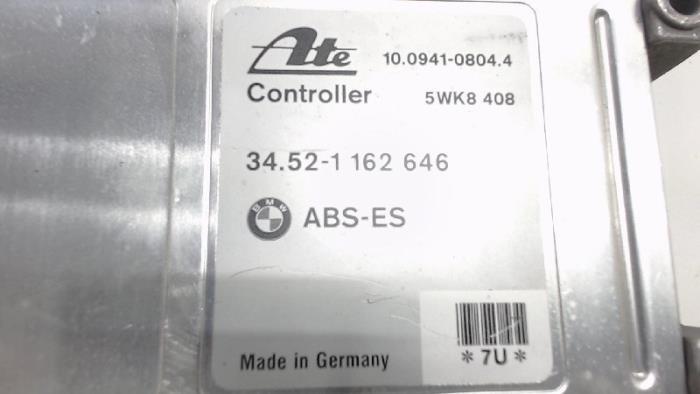 Ate 10.0941-0804.4
Controller 5WK8 408
34.52-1 162 646
BMW ABS-ES
* 7U *
Made in Germany